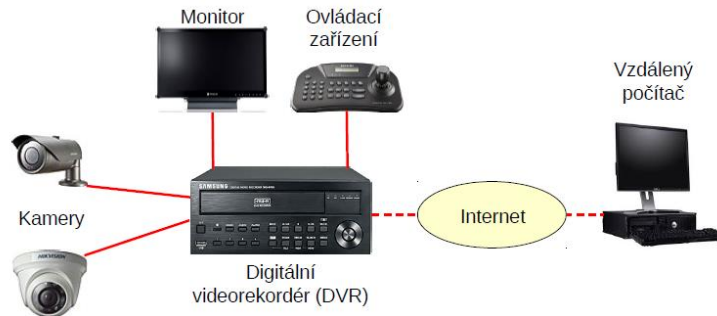 Monitor
Ovládací
zařízení
Vzdálený
počítač
Kamery
SAMSUNG
Internet
HIKVISION
Digitální
videorekordér (DVR)